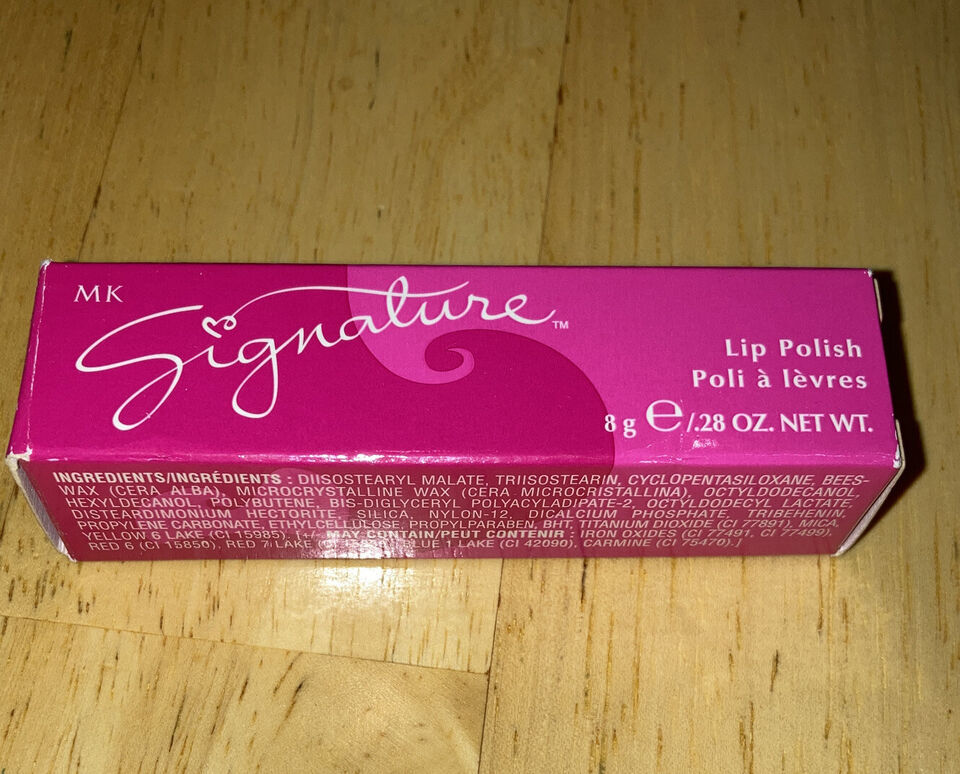 MK
Signature™
Lip Polish
Poli à lèvres
8 g e/.28 OZ. NET WT.
INGREDIENTS/INGRÉDIENTS : DIISOSTEARYL MALATE, TRIISOSTEARIN, CYCLOPENTASILOXANE, BEES-
WAX (CERA ALBA), MICROCRYSTALLINE WAX (CERA MICROCRISTALLINA), OCTYLDODECANOL,
HEXYLDECANOL, POLYBUTENE, BIS-DIGLYCERYL POLYACYLADIPATE-2, OCTYLDODECYL LACTATE,
DISTEARDIMONIUM HECTORITE, SILICA, NYLON-12, DICALCIUM PHOSPHATE, TRIBEHENIN,
PROPYLENE CARBONATE, ETHYLCELLULOSE, PROPYLPARABEN, BHT, TITANIUM DIOXIDE (CI 77891), MICA,
YELLOW 6 LAKE (CI 15985). [+/- MAY CONTAIN/PEUT CONTENIR : IRON OXIDES (CI 77491, CI 77499),
RED 6 (CI 15850), RED 7 LAKE (CI 15850), BLUE 1 LAKE (CI 42090), CARMINE (CI 75470).]